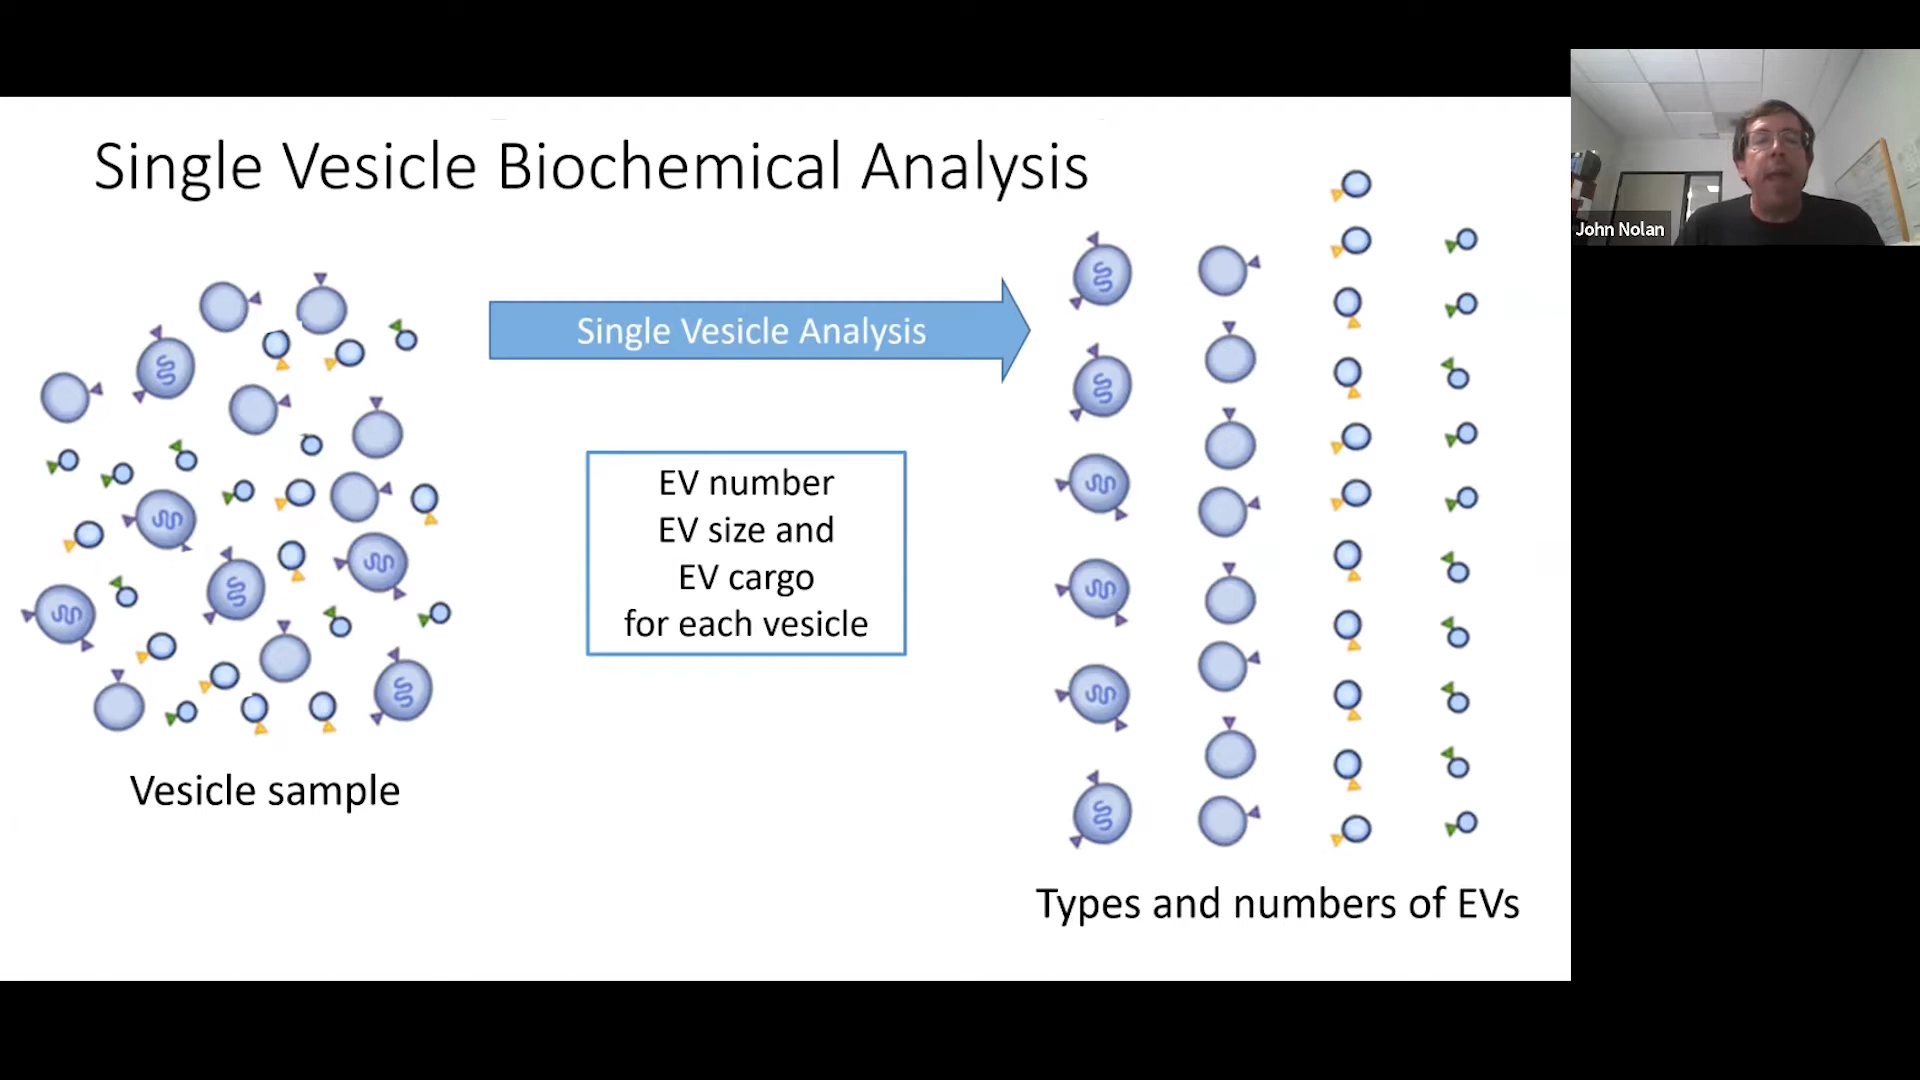 Single Vesicle Biochemical Analysis
Single Vesicle Analysis
EV number
EV size and
EV cargo
for each vesicle
Vesicle sample
Types and numbers of EVs
John Nolan